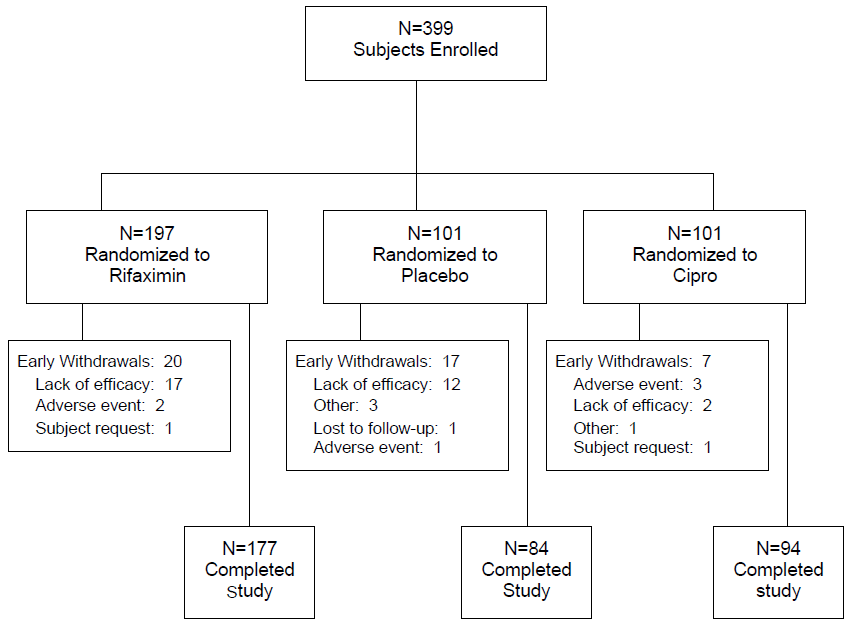 N=399
Subjects Enrolled
N=197
Randomized to
Rifaximin
N=101
Randomized to
Placebo
N=101
Randomized to
Cipro
Early Withdrawals: 20
Lack of efficacy: 17
Adverse event: 2
Subject request: 1
Early Withdrawals: 17
Lack of efficacy: 12
Other: 3
Lost to follow-up: 1
Adverse event: 1
Early Withdrawals: 7
Adverse event: 3
Lack of efficacy: 2
Other: 1
Subject request: 1
N=177
Completed
Study
N=84
Completed
Study
N=94
Completed
study